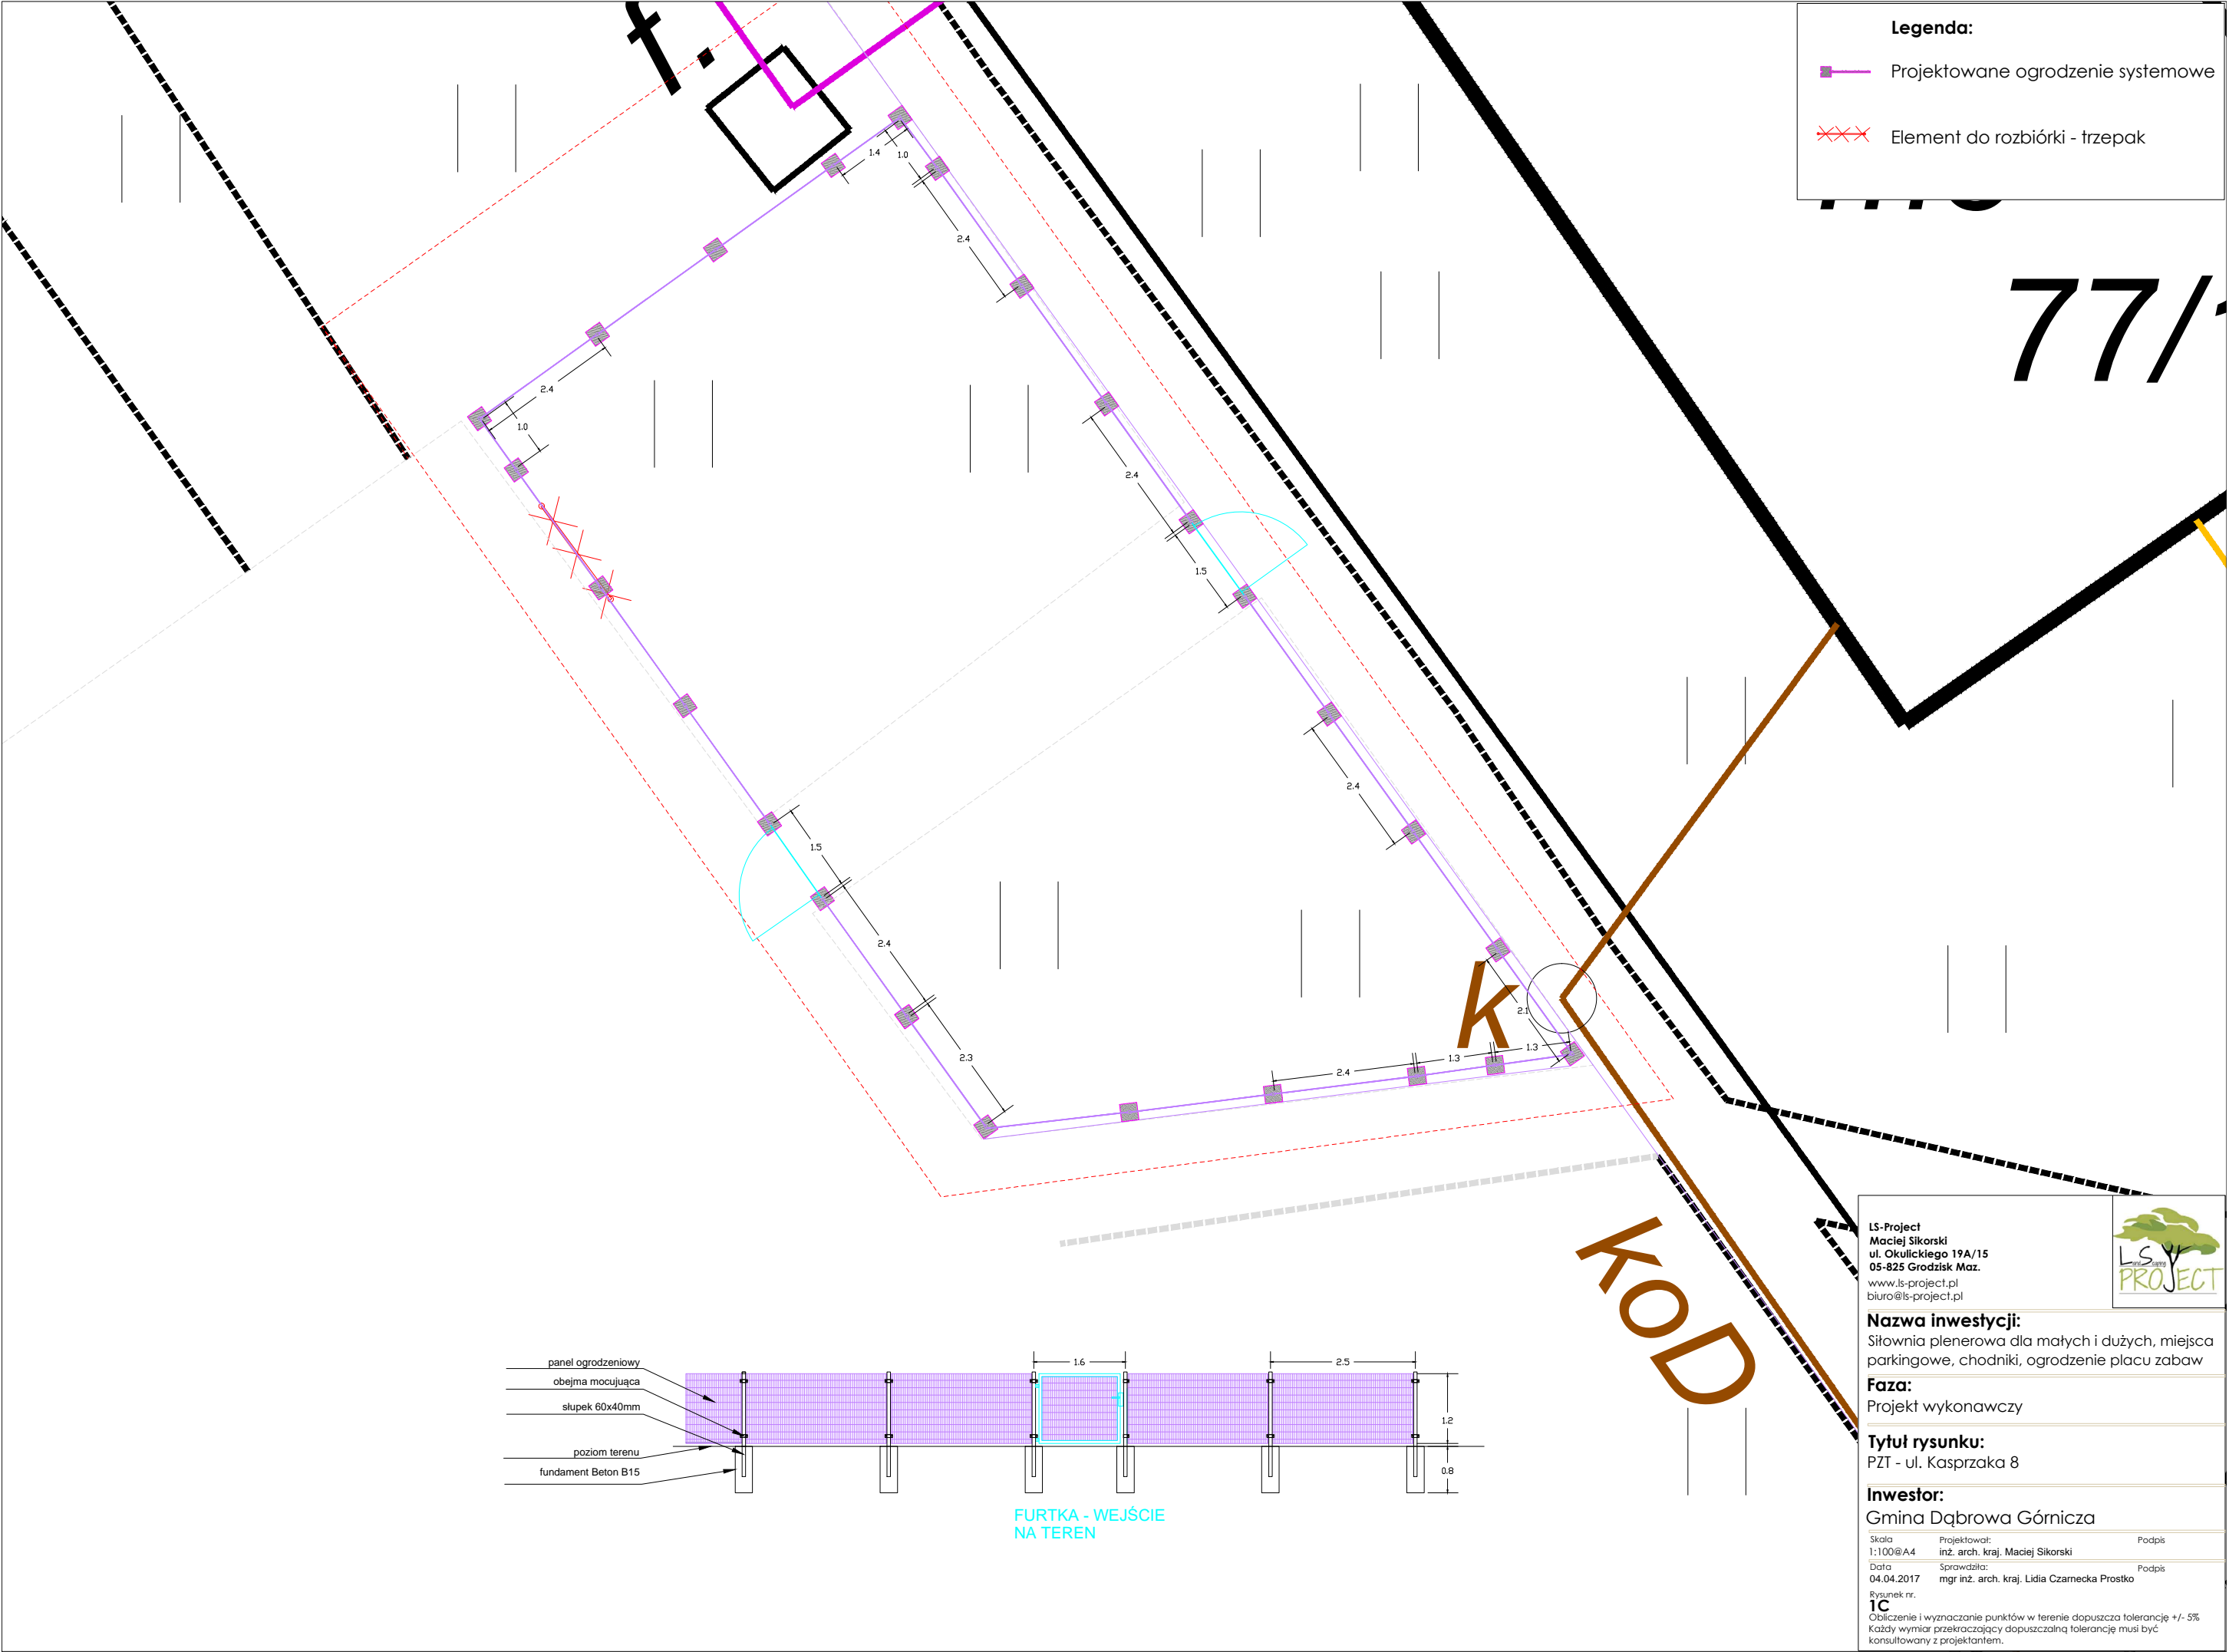 Legenda:
Projektowane ogrodzenie systemowe
Element do rozbiórki - trzepak
f.
77/
1.4
1.0
2.4
2.4
1.0
2.4
1.5
2.4
1.5
2.4
2.3
2.1
k
1.3
1.3
2.4
koD
panel ogrodzeniowy
obejma mocująca
słupek 60x40mm
poziom terenu
fundament Beton B15
1.6
2.5
1.2
0.8
FURTKA - WEJŚCIE
NA TEREN
LS-Project
Maciej Sikorski
ul. Okulickiego 19A/15
05-825 Grodzisk Maz.
www.ls-project.pl
biuro@ls-project.pl
LS
PROJECT
Nazwa inwestycji:
Siłownia plenerowa dla małych i dużych, miejsca
parkingowe, chodniki, ogrodzenie placu zabaw
Faza:
Projekt wykonawczy
Tytuł rysunku:
PZT - ul. Kasprzaka 8
Inwestor:
Gmina Dąbrowa Górnicza
Skala Projektował: Podpis
1:100@A4 inż. arch. kraj. Maciej Sikorski
Data Sprawdziła: Podpis
04.04.2017 mgr inż. arch. kraj. Lidia Czarnecka Prostko
Rysunek nr.
1C
Obliczenie i wyznaczanie punktów w terenie dopuszcza tolerancję +/- 5%
Każdy wymiar przekraczający dopuszczalną tolerancję musi być
konsultowany z projektantem.